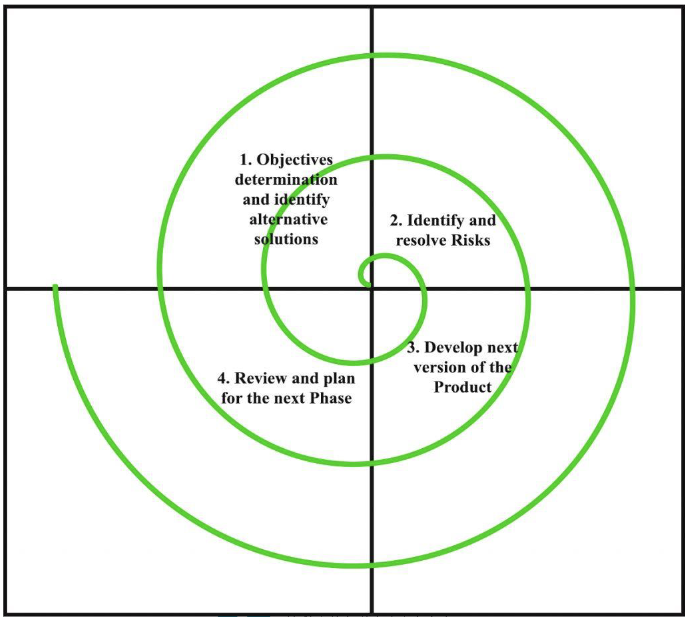 1. Objectives
determination
and identify
alternative
solutions
2. Identify and
resolve Risks
3. Develop next
version of the
Product
4. Review and plan
for the next Phase